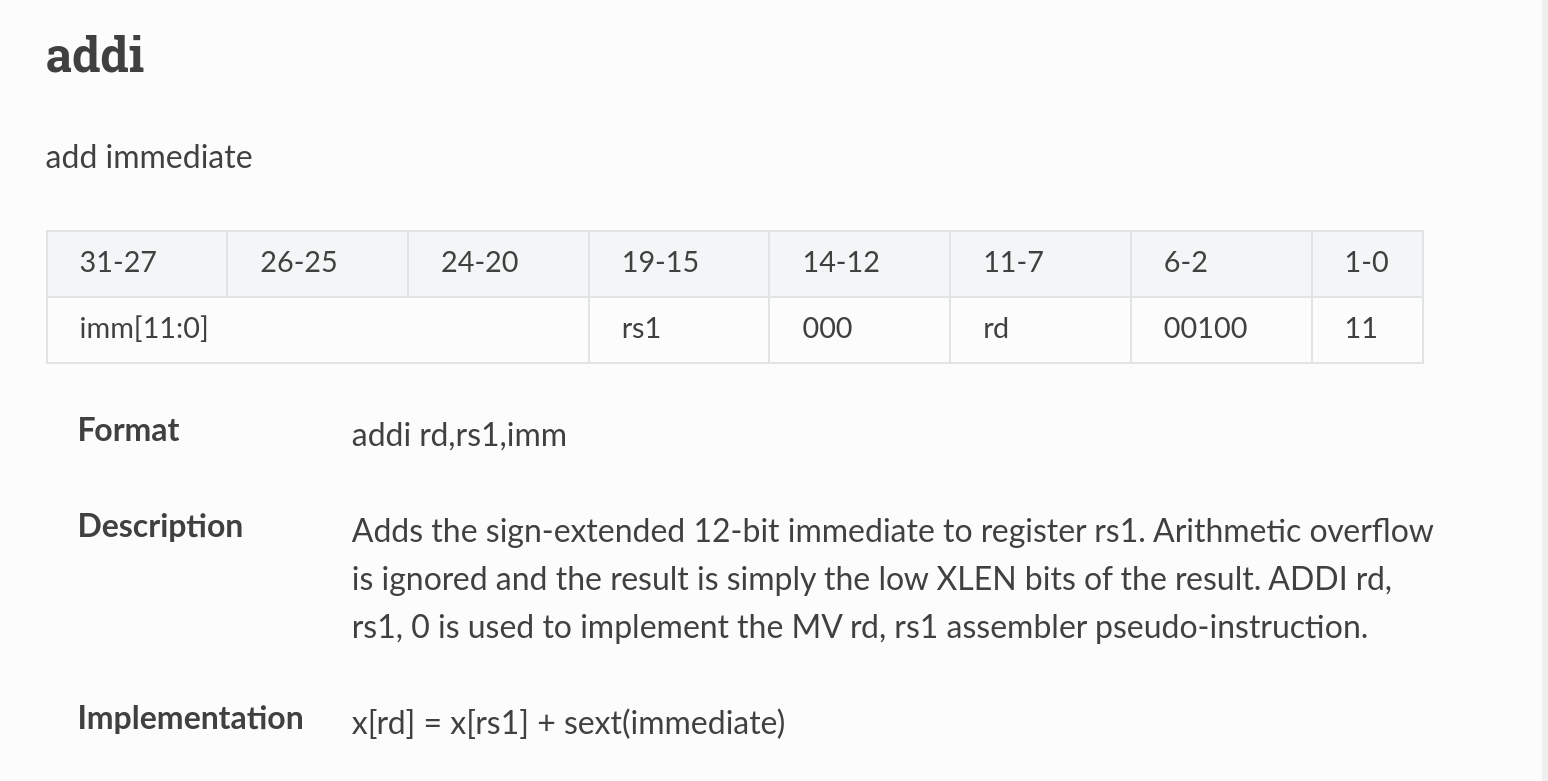 addi
add immediate
31-27 26-25 24-20 19-15 14-12 11-7 6-2 1-0
imm[11:0] rs1 000 rd 00100 11
Format addi rd,rs1,imm
Description Adds the sign-extended 12-bit immediate to register rs1. Arithmetic overflow
is ignored and the result is simply the low XLEN bits of the result. ADDI rd,
rs1, 0 is used to implement the MV rd, rs1 assembler pseudo-instruction.
Implementation x[rd] = x[rs1] + sext(immediate)